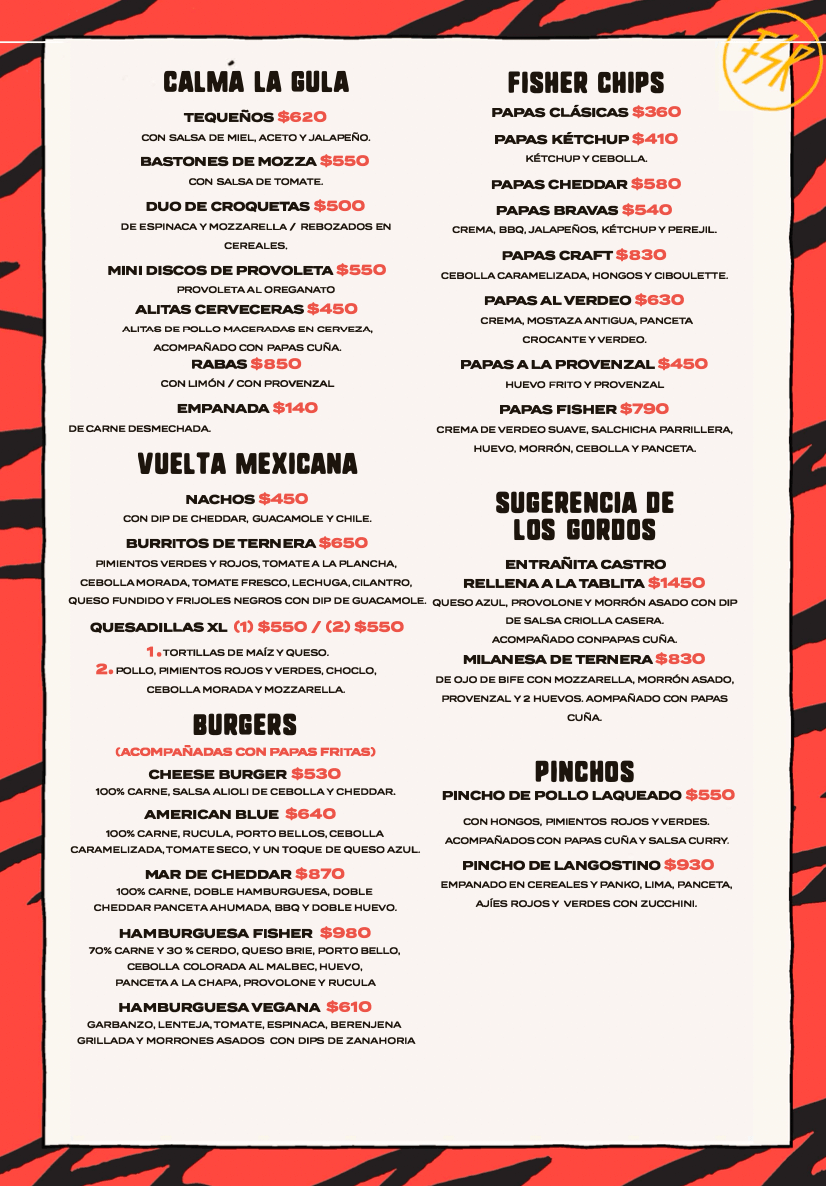 FSR
CALMA LA GULA
TEQUEÑOS $620
CON SALSA DE MIEL, ACETO Y JALAPEÑO.
BASTONES DE MOZZA $550
CON SALSA DE TOMATE.
DUO DE CROQUETAS $500
DE ESPINACA Y MOZZARELLA / REBOZADOS EN
CEREALES.
MINI DISCOS DE PROVOLETA $550
PROVOLETA AL OREGANATO
ALITAS CERVECERAS $450
ALITAS DE POLLO MACERADAS EN CERVEZA,
ACOMPAÑADO CON PAPAS CUÑA.
RABAS $850
CON LIMÓN / CON PROVENZAL
EMPANADA $140
DE CARNE DESMECHADA.
VUELTA MEXICANA
NACHOS $450
CON DIP DE CHEDDAR, GUACAMOLE Y CHILE.
BURRITOS DE TERNERA $650
PIMIENTOS VERDES Y ROJOS, TOMATE A LA PLANCHA,
CEBOLLA MORADA, TOMATE FRESCO, LECHUGA, CILANTRO,
QUESO FUNDIDO Y FRIJOLES NEGROS CON DIP DE GUACAMOLE.
QUESADILLAS XL (1) $550 / (2) $550
1. TORTILLAS DE MAÍZ Y QUESO.
2. POLLO, PIMIENTOS ROJOS Y VERDES, CHOCLO,
CEBOLLA MORADA Y MOZZARELLA.
BURGERS
(ACOMPAÑADAS CON PAPAS FRITAS)
CHEESE BURGER $530
100% CARNE, SALSA ALIOLI DE CEBOLLA Y CHEDDAR.
AMERICAN BLUE $640
100% CARNE, RUCULA, PORTO BELLOS, CEBOLLA
CARAMELIZADA, TOMATE SECO, Y UN TOQUE DE QUESO AZUL.
MAR DE CHEDDAR $870
100% CARNE, DOBLE HAMBURGUESA, DOBLE
CHEDDAR PANCETA AHUMADA, BBQ Y DOBLE HUEVO.
HAMBURGUESA FISHER $980
70% CARNE Y 30 % CERDO, QUESO BRIE, PORTO BELLO,
CEBOLLA COLORADA AL MALBEC, HUEVO,
PANCETA A LA CHAPA, PROVOLONE Y RUCULA
HAMBURGUESA VEGANA $610
GARBANZO, LENTEJA, TOMATE, ESPINACA, BERENJENA
GRILLADA Y MORRONES ASADOS CON DIPS DE ZANAHORIA
FISHER CHIPS
PAPAS CLÁSICAS $360
PAPAS KÉTCHUP $410
KÉTCHUP Y CEBOLLA.
PAPAS CHEDDAR $580
PAPAS BRAVAS $540
CREMA, BBQ, JALAPEÑOS, KÉTCHUP Y PEREJIL.
PAPAS CRAFT $830
CEBOLLA CARAMELIZADA, HONGOS Y CIBOULETTE.
PAPAS AL VERDEO $630
CREMA, MOSTAZA ANTIGUA, PANCETA
CROCANTE Y VERDEO.
PAPAS A LA PROVENZAL $450
HUEVO FRITO Y PROVENZAL
PAPAS FISHER $790
CREMA DE VERDEO SUAVE, SALCHICHA PARRILLERA,
HUEVO, MORRÓN, CEBOLLA Y PANCETA.
SUGERENCIA DE
LOS GORDOS
ENTRAÑITA CASTRO
RELLENA A LA TABLITA $1450
QUESO AZUL, PROVOLONE Y MORRÓN ASADO CON DIP
DE SALSA CRIOLLA CASERA.
ACOMPAÑADO CONPAPAS CUÑA.
MILANESA DE TERNERA $830
DE OJO DE BIFE CON MOZZARELLA, MORRÓN ASADO,
PROVENZAL Y 2 HUEVOS. AOMPAÑADO CON PAPAS
CUÑA.
PINCHOS
PINCHO DE POLLO LAQUEADO $550
CON HONGOS, PIMIENTOS ROJOS Y VERDES.
ACOMPAÑADOS CON PAPAS CUÑA Y SALSA CURRY.
PINCHO DE LANGOSTINO $930
EMPANADO EN CEREALES Y PANKO, LIMA, PANCETA,
AJÍES ROJOS Y VERDES CON ZUCCHINI.